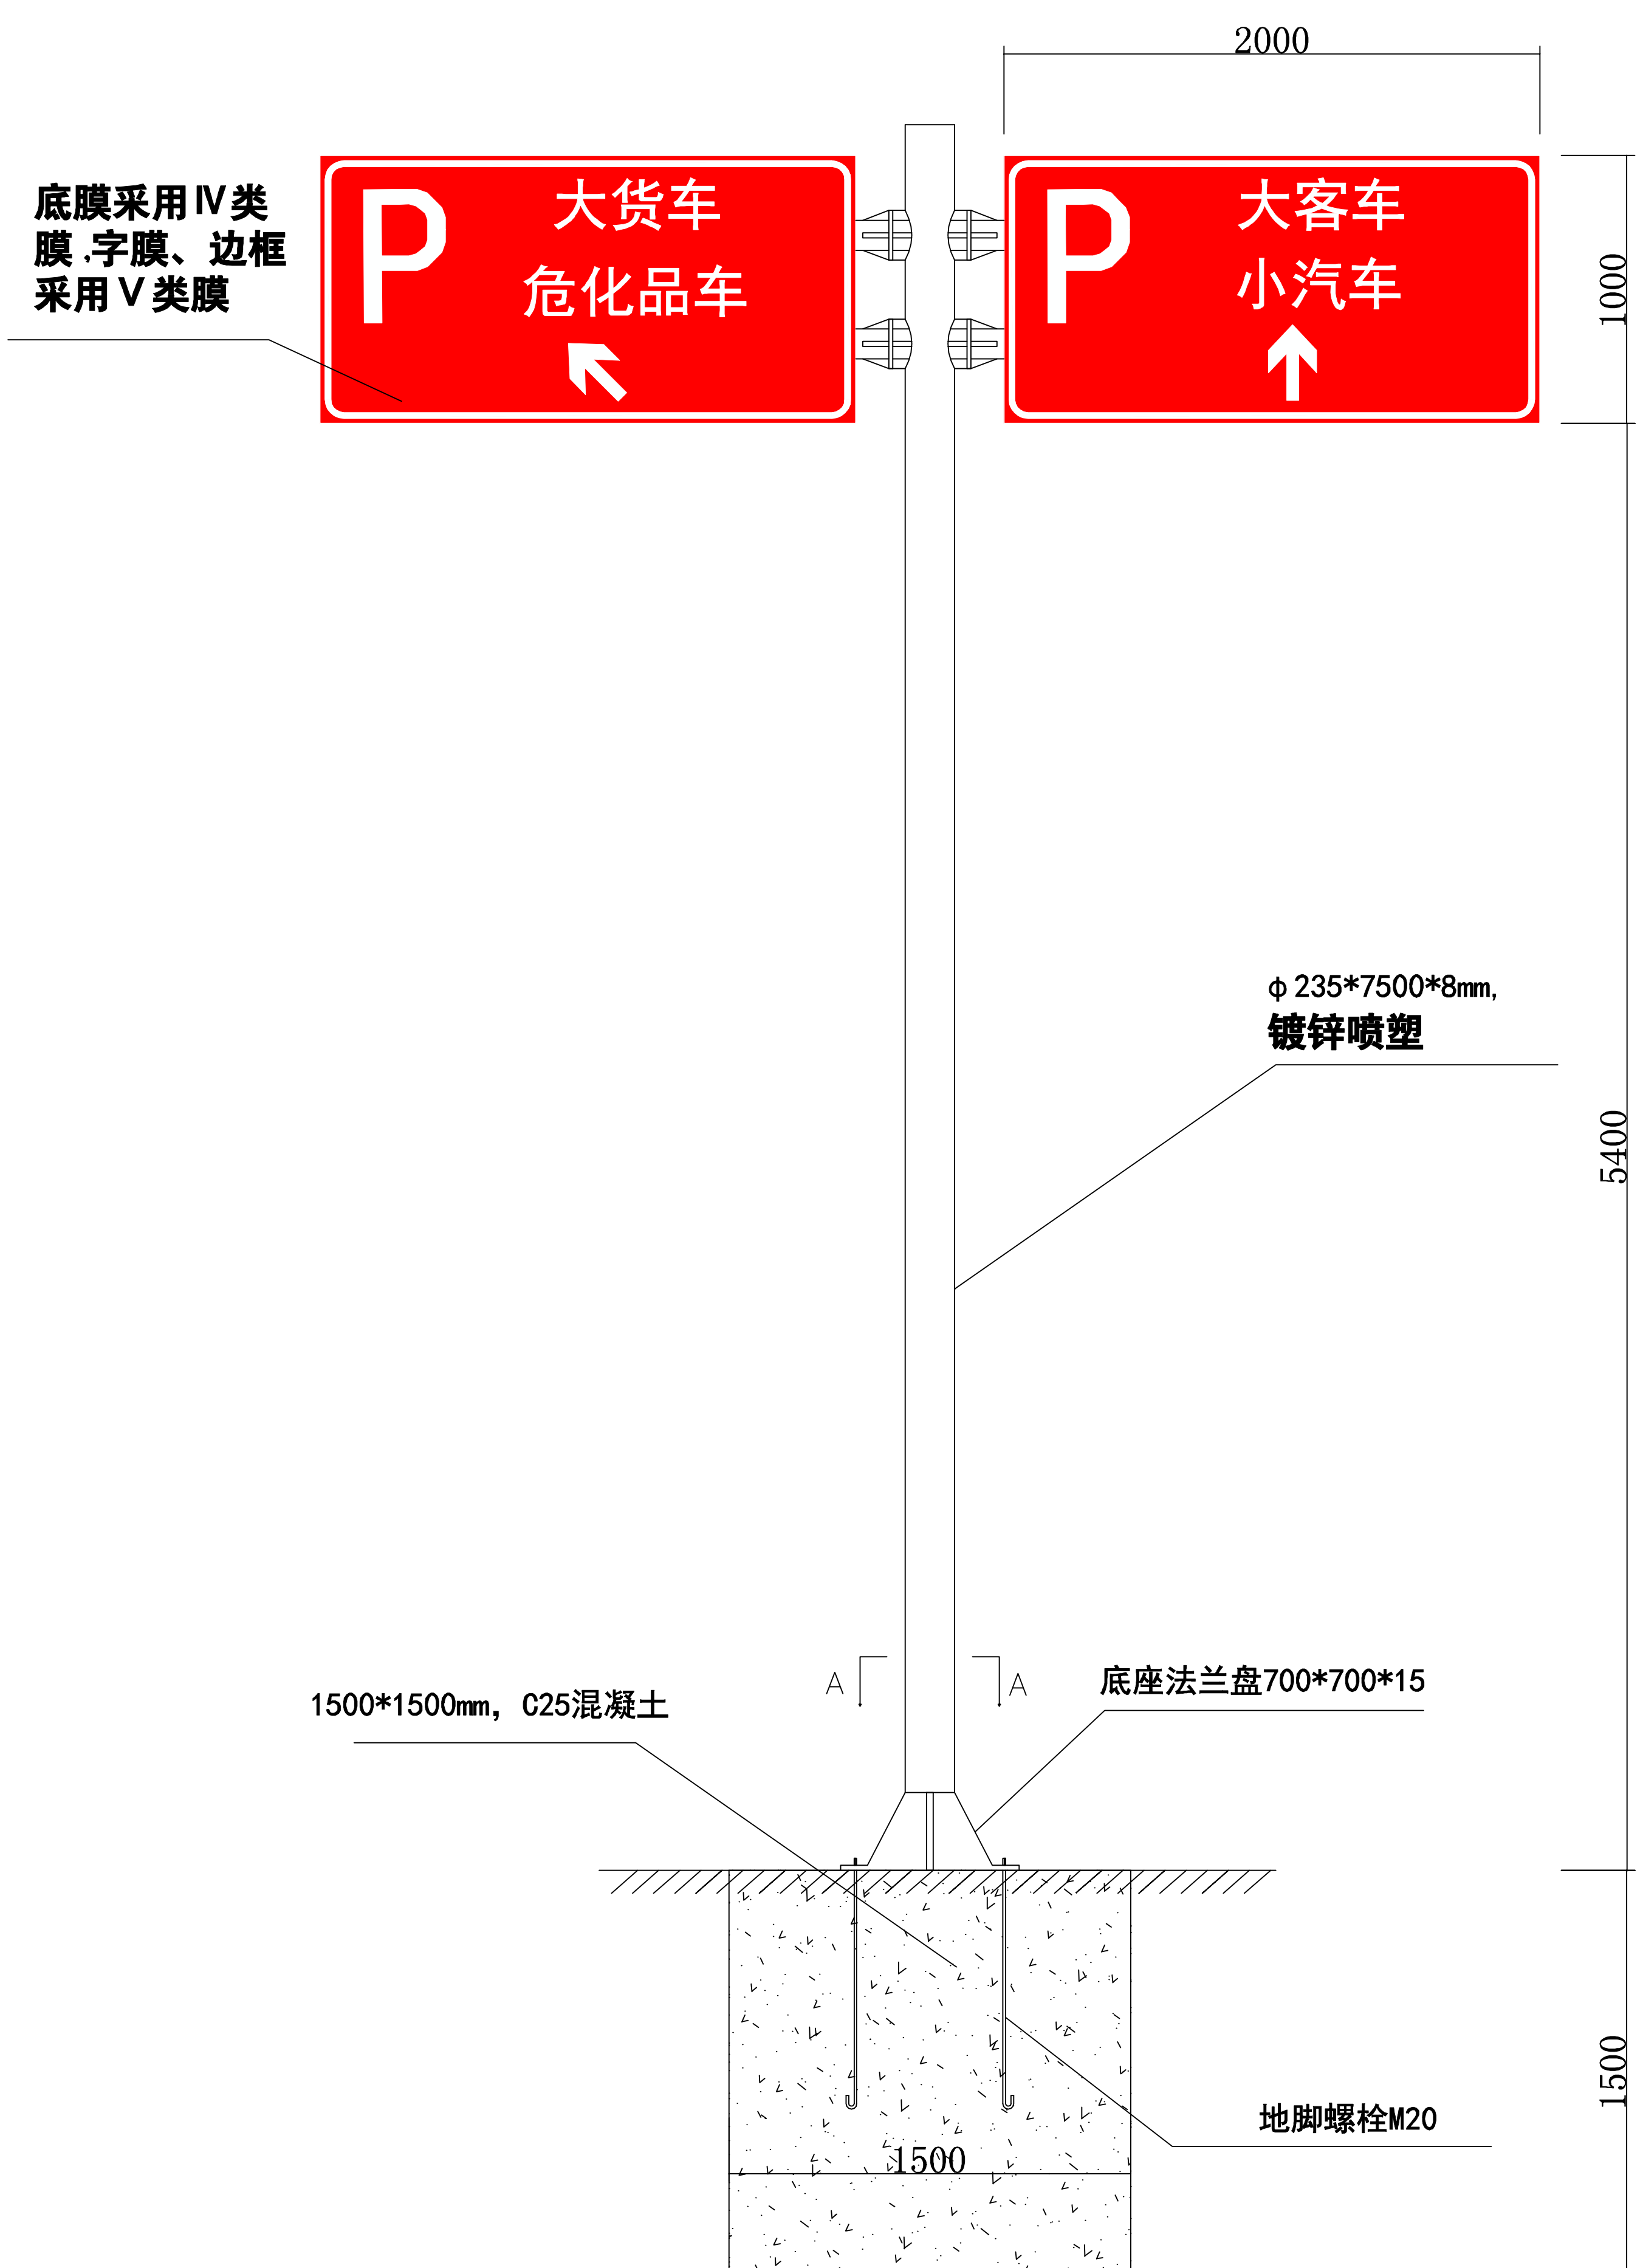 2000
底膜采用Ⅳ类
膜,字膜、边框
采用Ⅴ类膜
P
大货车
危化品车
P
大客车
小汽车
1000
φ235*7500*8mm,
镀锌喷塑
5400
A
A
底座法兰盘700*700*15
1500*1500mm，C25混凝土
1500
地脚螺栓M20
1500